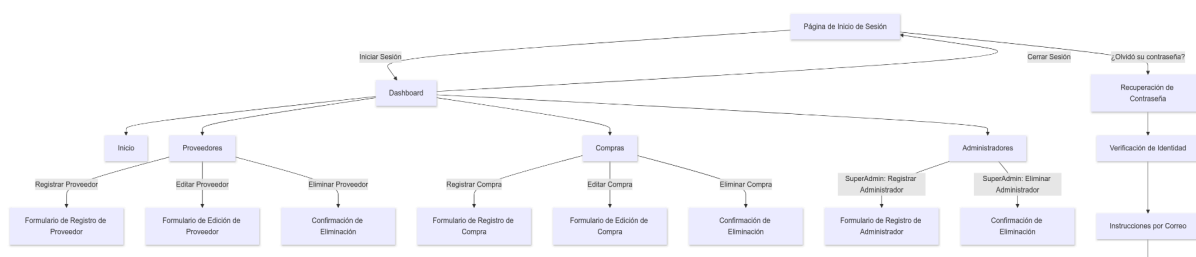 Página de Inicio de Sesión
Iniciar Sesión
Cerrar Sesión
¿Olvidó su contraseña?
Dashboard
Recuperación de
Contraseña
Inicio
Proveedores
Compras
Administradores
Verificación de Identidad
Registrar Proveedor
Editar Proveedor
Eliminar Proveedor
Registrar Compra
Editar Compra
Eliminar Compra
SuperAdmin: Registrar
Administrador
SuperAdmin: Eliminar
Administrador
Formulario de Registro de
Proveedor
Formulario de Edición de
Proveedor
Confirmación de
Eliminación
Formulario de Registro de
Compra
Formulario de Edición de
Compra
Confirmación de
Eliminación
Formulario de Registro de
Administrador
Confirmación de
Eliminación
Instrucciones por Correo